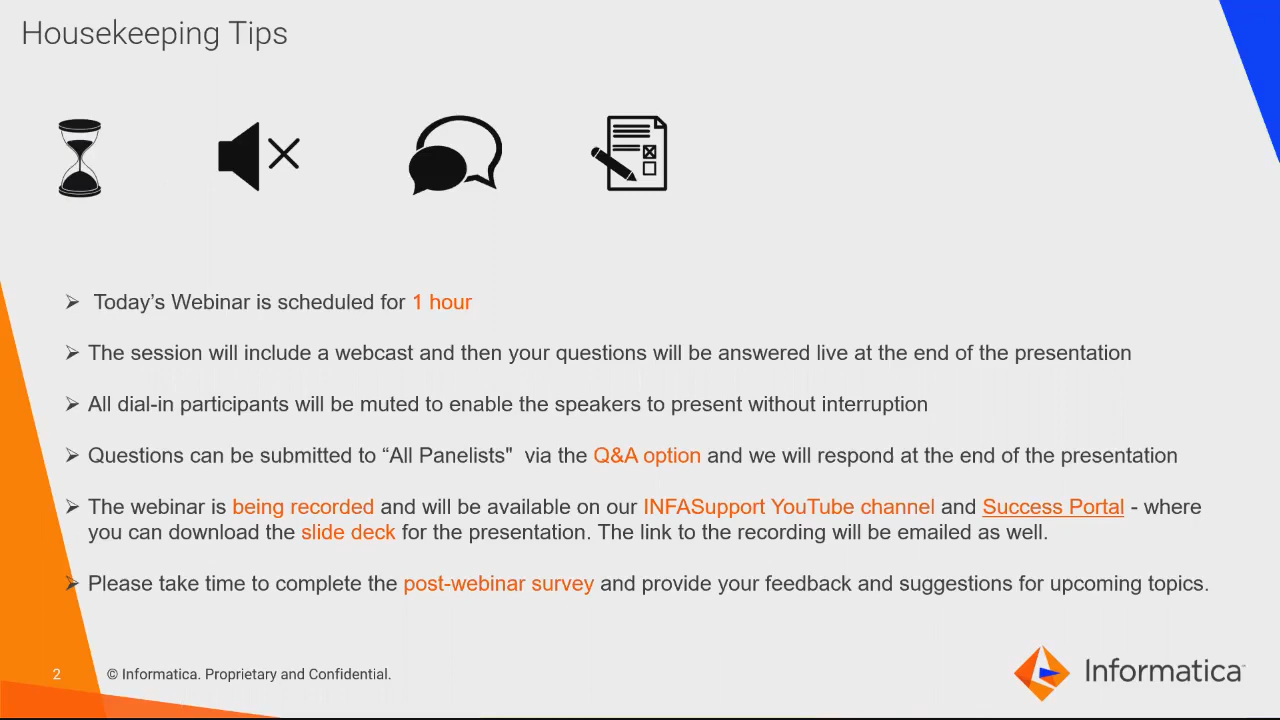 Housekeeping Tips
➢ Today’s Webinar is scheduled for 1 hour
➢ The session will include a webcast and then your questions will be answered live at the end of the presentation
➢ All dial-in participants will be muted to enable the speakers to present without interruption
➢ Questions can be submitted to “All Panelists"  via the Q&A option and we will respond at the end of the presentation
➢ The webinar is being recorded and will be available on our INFASupport YouTube channel and Success Portal - where
you can download the slide deck for the presentation. The link to the recording will be emailed as well.
➢ Please take time to complete the post-webinar survey and provide your feedback and suggestions for upcoming topics.
2
© Informatica. Proprietary and Confidential.
Informatica